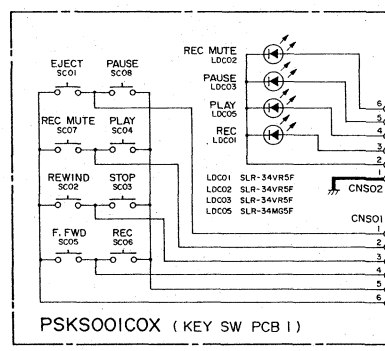 EJECT PAUSE
SC01 SC08
REC MUTE PLAY
SC07 SC04
REWIND STOP
SC02 SC03
F. FWD REC
SC05 SC06
REC MUTE
LDC02
PAUSE
LDC03
PLAY
LDC05
REC
LDC01
6
5
4
3
2
1
CNS02
LDC01 SLR-34VR5F
LDC02 SLR-34VR5F
LDC03 SLR-34VR5F
LDC05 SLR-34MG5F
CNS01
1
2
3
4
5
6
PSKS001C0X (KEY SW PCB 1)